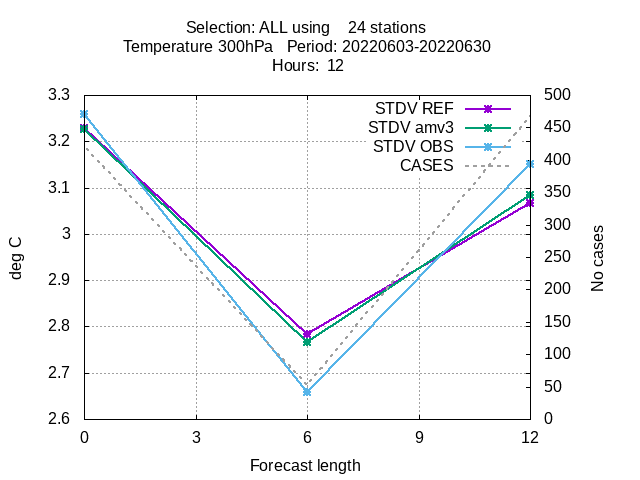 Selection: ALL using 24 stations
Temperature 300hPa Period: 20220603-20220630
Hours: 12
3.3
3.2
3.1
3
2.9
2.8
2.7
2.6
deg C
STDV REF
STDV amv3
STDV OBS
CASES
500
450
400
350
300
250
200
150
100
50
0
No cases
0 3 6 9 12
Forecast length